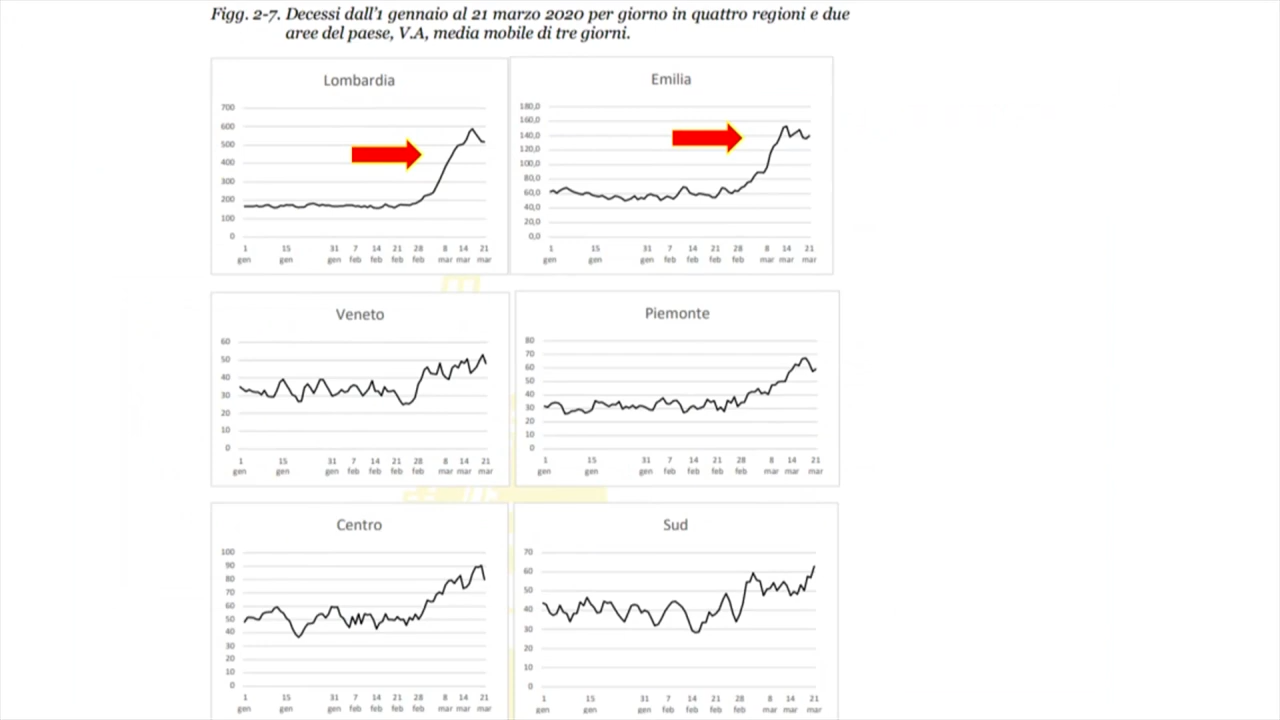 Figg. 2-7. Decessi dall'1 gennaio al 21 marzo 2020 per giorno in quattro regioni e due
aree del paese, V.A, media mobile di tre giorni.
Lombardia
700
600
500
400
300
200
100
0
1 15 31 7 14 21 28 8 14 21
gen gen gen feb feb feb feb mar mar mar
Emilia
180,0
160,0
140,0
120,0
100,0
80,0
60,0
40,0
20,0
0,0
1 15 31 7 14 21 28 8 14 21
gen gen gen feb feb feb feb mar mar mar
Veneto
60
50
40
30
20
10
0
1 15 31 7 14 21 28 8 14 21
gen gen gen feb feb feb feb mar mar mar
Piemonte
80
70
60
50
40
30
20
10
0
1 15 31 7 14 21 28 8 14 21
gen gen gen feb feb feb feb mar mar mar
Centro
100
90
80
70
60
50
40
30
20
10
0
1 15 31 7 14 21 28 8 14 21
gen gen gen feb feb feb feb mar mar mar
Sud
70
60
50
40
30
20
10
0
1 15 31 7 14 21 28 8 14 21
gen gen gen feb feb feb feb mar mar mar